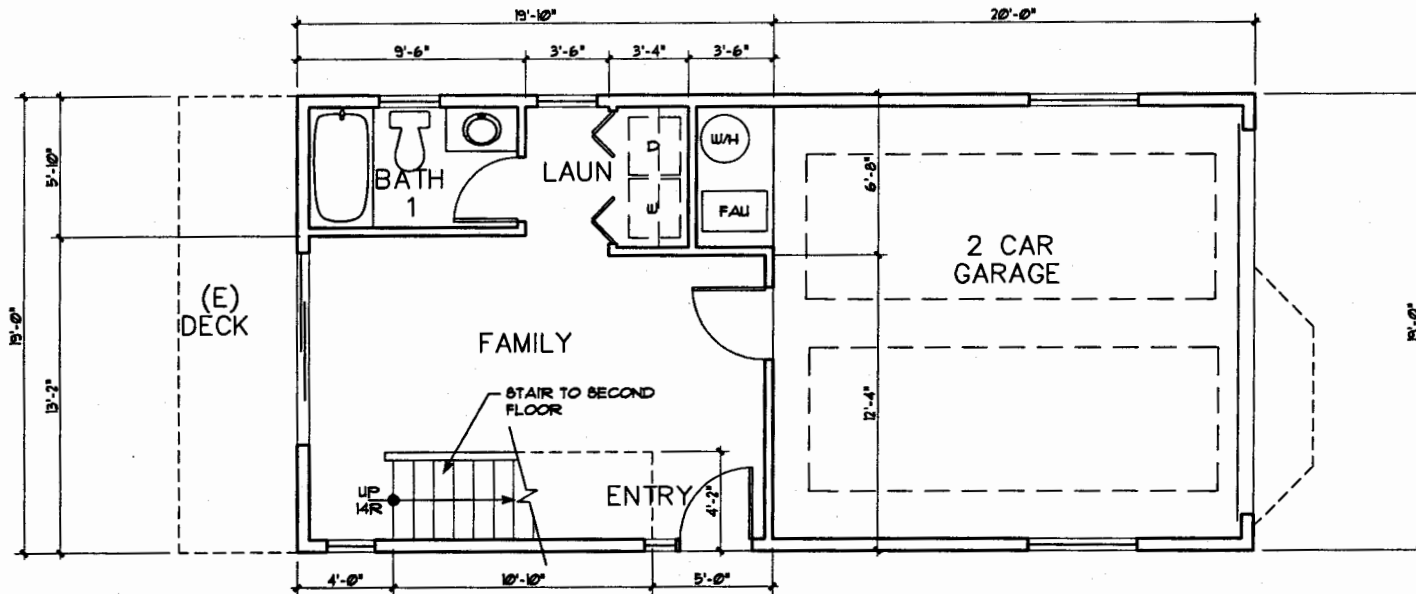 19'-10"
20'-0"
9'-6"
3'-6"
3'-4"
3'-6"
5'-10"
13'-2"
19'-0"
(E)
DECK
BATH
1
LAUN
D
W
W/H
FAU
6'-8"
12'-4"
2 CAR
GARAGE
19'-0"
FAMILY
STAIR TO SECOND
FLOOR
UP
14R
ENTRY
4'-2"
4'-0"
10'-10"
5'-0"